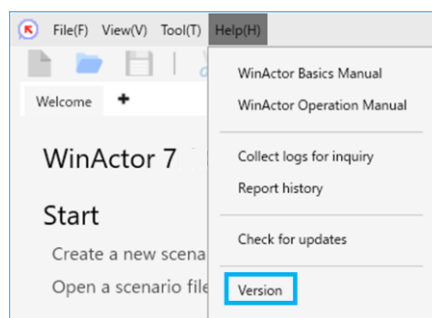 File(F) View(V) Tool(T) Help(H)
WinActor Basics Manual
WinActor Operation Manual
Collect logs for inquiry
Report history
Check for updates
Version
Welcome +
WinActor 7
Start
Create a new scena
Open a scenario file